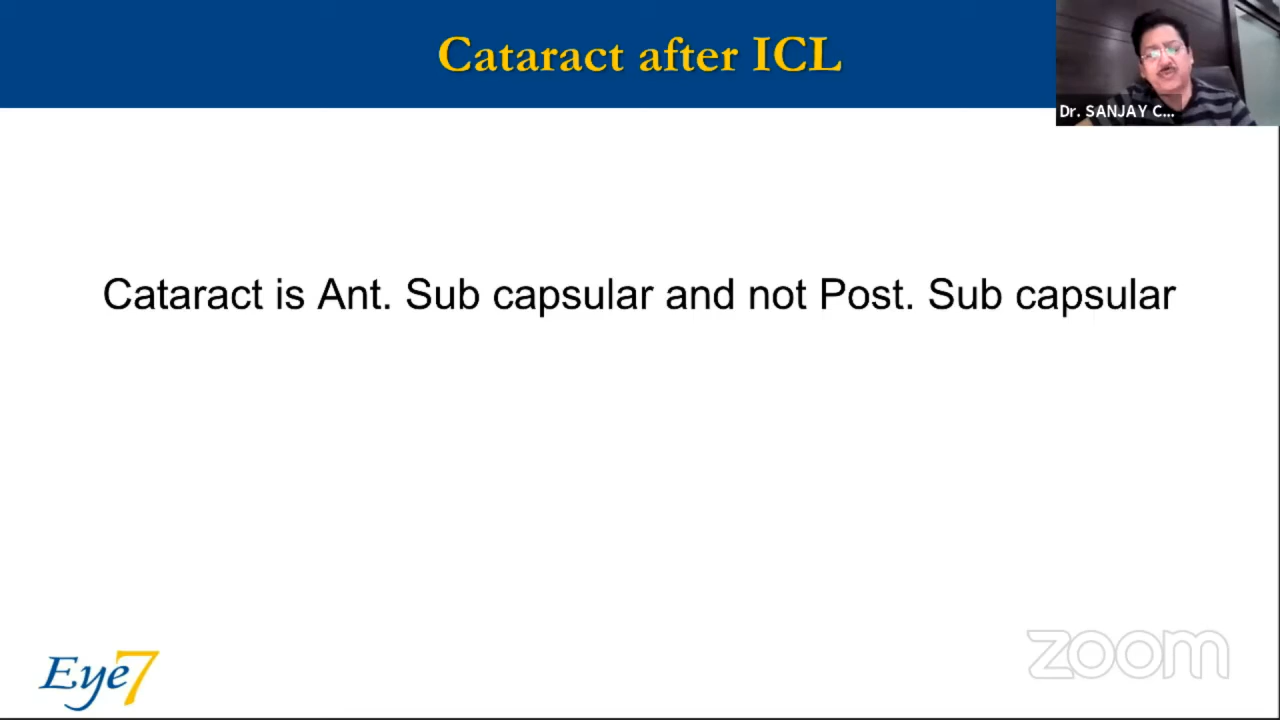 Cataract after ICL
Dr. SANJAY C...
Cataract is Ant. Sub capsular and not Post. Sub capsular
Eye7
zoom